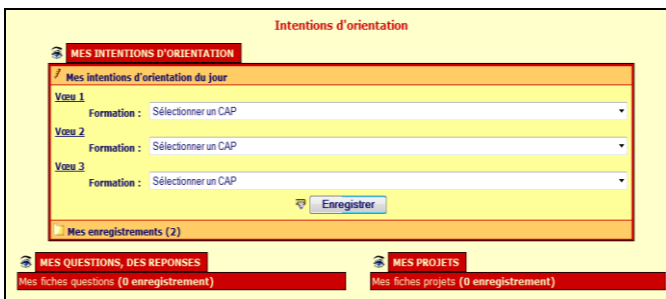 Intentions d'orientation
MES INTENTIONS D'ORIENTATION
Mes intentions d'orientation du jour
Vœu 1
Formation : Sélectionner un CAP
Vœu 2
Formation : Sélectionner un CAP
Vœu 3
Formation : Sélectionner un CAP
Enregistrer
Mes enregistrements (2)
MES QUESTIONS, DES REPONSES
Mes fiches questions (0 enregistrement)
MES PROJETS
Mes fiches projets (0 enregistrement)